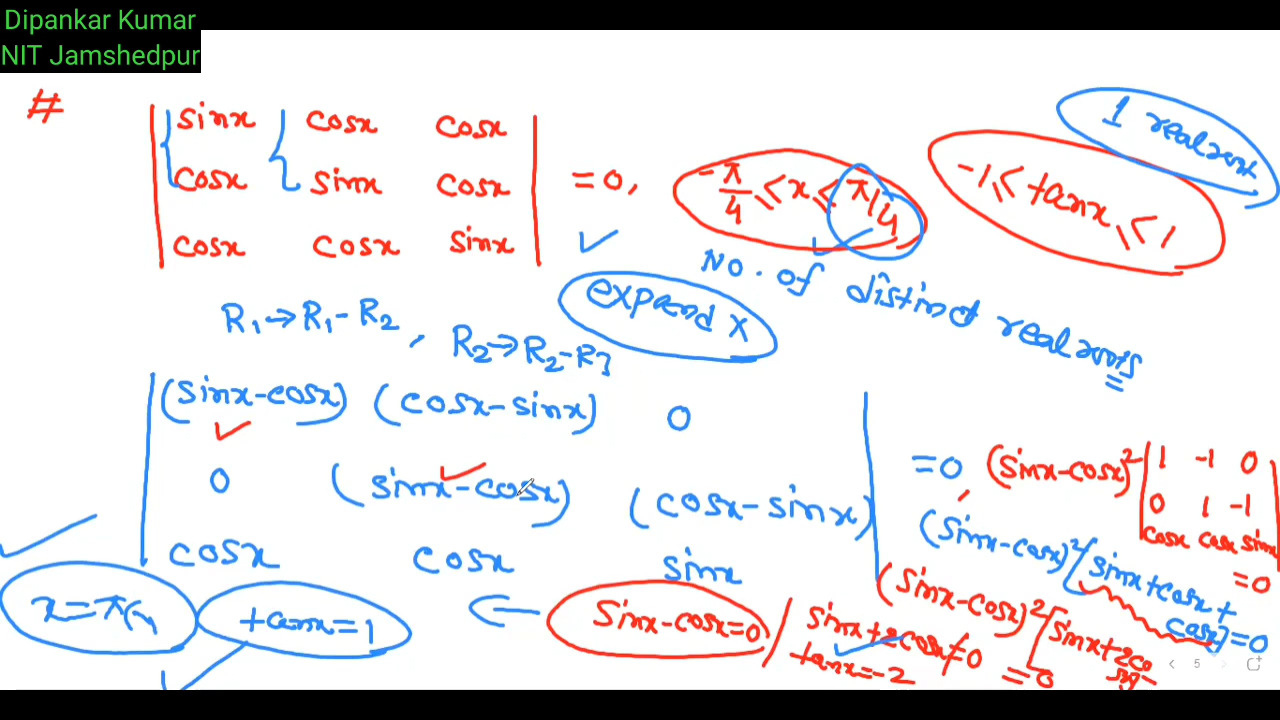 Dipankar Kumar
NIT Jamshedpur
#
| sinx cosx cosx |
| cosx sinx cosx | = 0, -π/4 ≤ x ≤ π/4
| cosx cosx sinx |
-1 ≤ tanx ≤ 1
1 real root
No. of distinct real roots
expand x
R₁→R₁-R₂, R₂→R₂-R₃
| (sinx-cosx) (cosx-sinx) 0 |
| 0 (sinx-cosx) (cosx-sinx) | = 0,
| cosx cosx sinx |
(sinx-cosx)² | 1 -1 0 |
| 0 1 -1 |
| cosx cosx sinx | = 0
(sinx-cosx)² [sinx+cosx+
cosx] = 0
(sinx-cosx)² [sinx+2co
sx
= 0
sinx-cosx=0 / sinx+2cosx≠0
tanx=-2
tanx=1
x=π/4
5